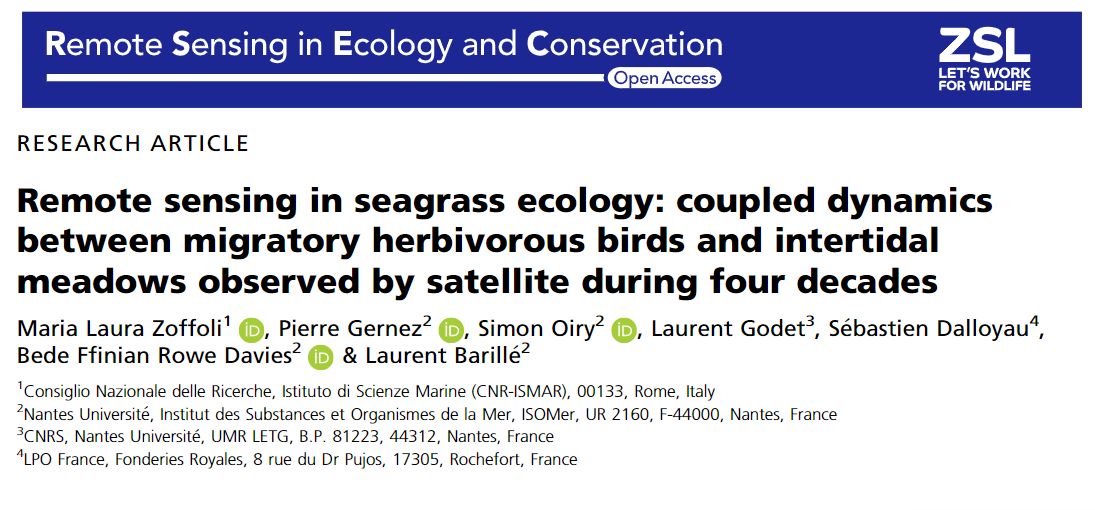 Remote Sensing in Ecology and Conservation
Open Access
ZSL
LET'S WORK
FOR WILDLIFE
RESEARCH ARTICLE
Remote sensing in seagrass ecology: coupled dynamics
between migratory herbivorous birds and intertidal
meadows observed by satellite during four decades
Maria Laura Zoffoli1 iD, Pierre Gernez2 iD, Simon Oiry2 iD, Laurent Godet3, Sébastien Dalloyau4,
Bede Ffinian Rowe Davies2 iD & Laurent Barillé2
1Consiglio Nazionale delle Ricerche, Istituto di Scienze Marine (CNR-ISMAR), 00133, Rome, Italy
2Nantes Université, Institut des Substances et Organismes de la Mer, ISOMer, UR 2160, F-44000, Nantes, France
3CNRS, Nantes Université, UMR LETG, B.P. 81223, 44312, Nantes, France
4LPO France, Fonderies Royales, 8 rue du Dr Pujos, 17305, Rochefort, France